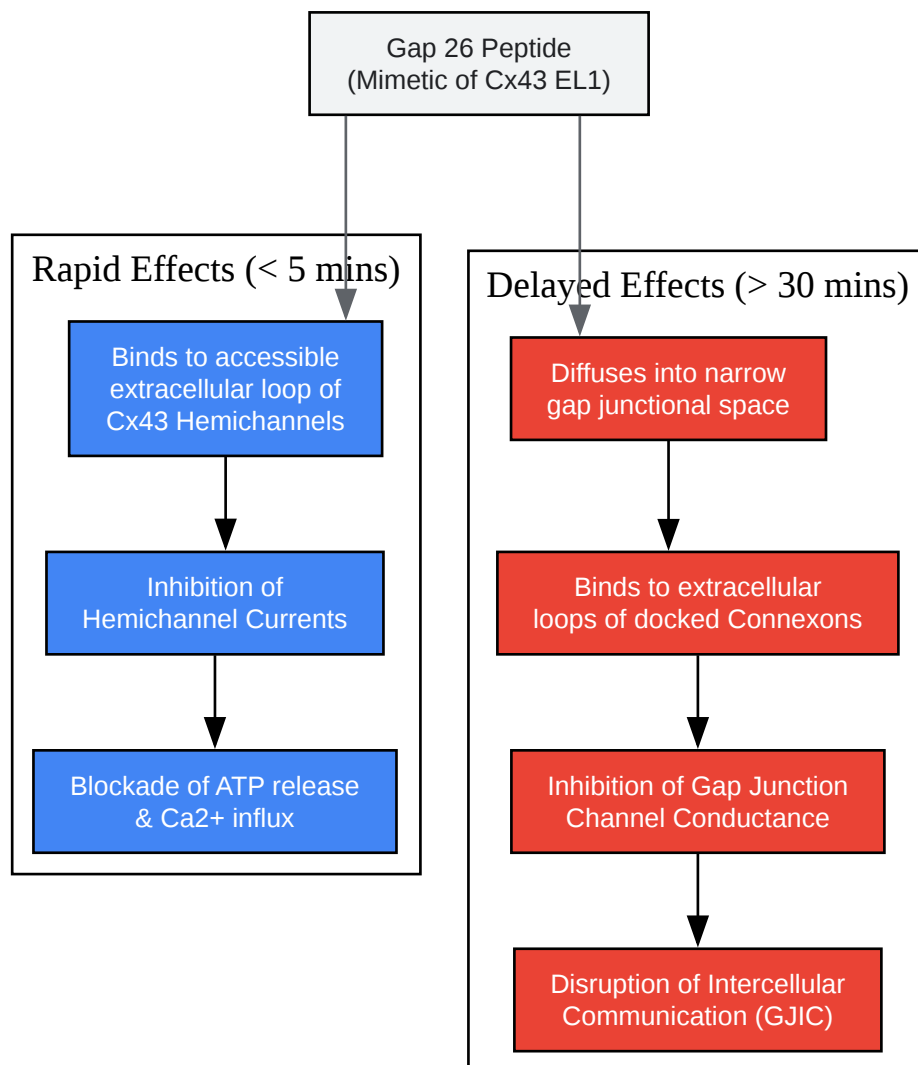 Gap 26 Peptide
(Mimetic of Cx43 EL1)
Rapid Effects (< 5 mins)
Binds to accessible
extracellular loop of
Cx43 Hemichannels
Inhibition of
Hemichannel Currents
Blockade of ATP release
& Ca2+ influx
Delayed Effects (> 30 mins)
Diffuses into narrow
gap junctional space
Binds to extracellular
loops of docked Connexons
Inhibition of Gap Junction
Channel Conductance
Disruption of Intercellular
Communication (GJIC)